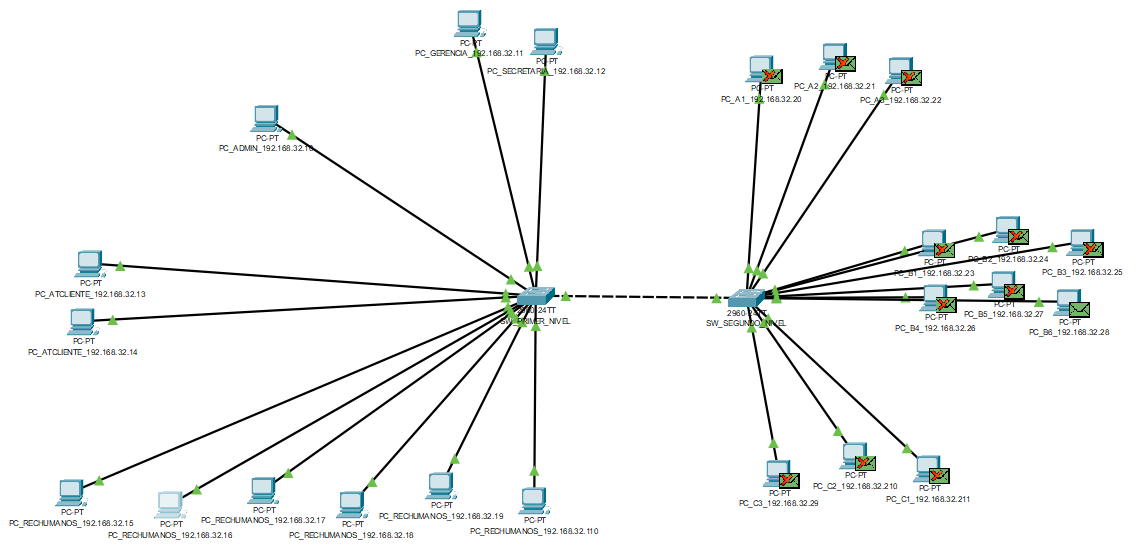 PC-PT
PC_GERENCIA_192.168.32.11
PC-PT
PC_SECRETARIA_192.168.32.12
PC-PT
PC_ADMIN_192.168.32.10
PC-PT
PC_ATCLIENTE_192.168.32.13
PC-PT
PC_ATCLIENTE_192.168.32.14
2960-24TT
SW_PRIMER_NIVEL
PC-PT
PC_RECHUMANOS_192.168.32.15
PC-PT
PC_RECHUMANOS_192.168.32.16
PC-PT
PC_RECHUMANOS_192.168.32.17
PC-PT
PC_RECHUMANOS_192.168.32.18
PC-PT
PC_RECHUMANOS_192.168.32.19
PC-PT
PC_RECHUMANOS_192.168.32.110
PC-PT
PC_A1_192.168.32.20
PC-PT
PC_A2_192.168.32.21
PC-PT
PC_A3_192.168.32.22
PC-PT
PC_B1_192.168.32.23
PC-PT
PC_B2_192.168.32.24
PC-PT
PC_B3_192.168.32.25
PC-PT
PC_B4_192.168.32.26
PC-PT
PC_B5_192.168.32.27
PC-PT
PC_B6_192.168.32.28
2960-24TT
SW_SEGUNDO_NIVEL
PC-PT
PC_C3_192.168.32.29
PC-PT
PC_C2_192.168.32.210
PC-PT
PC_C1_192.168.32.211